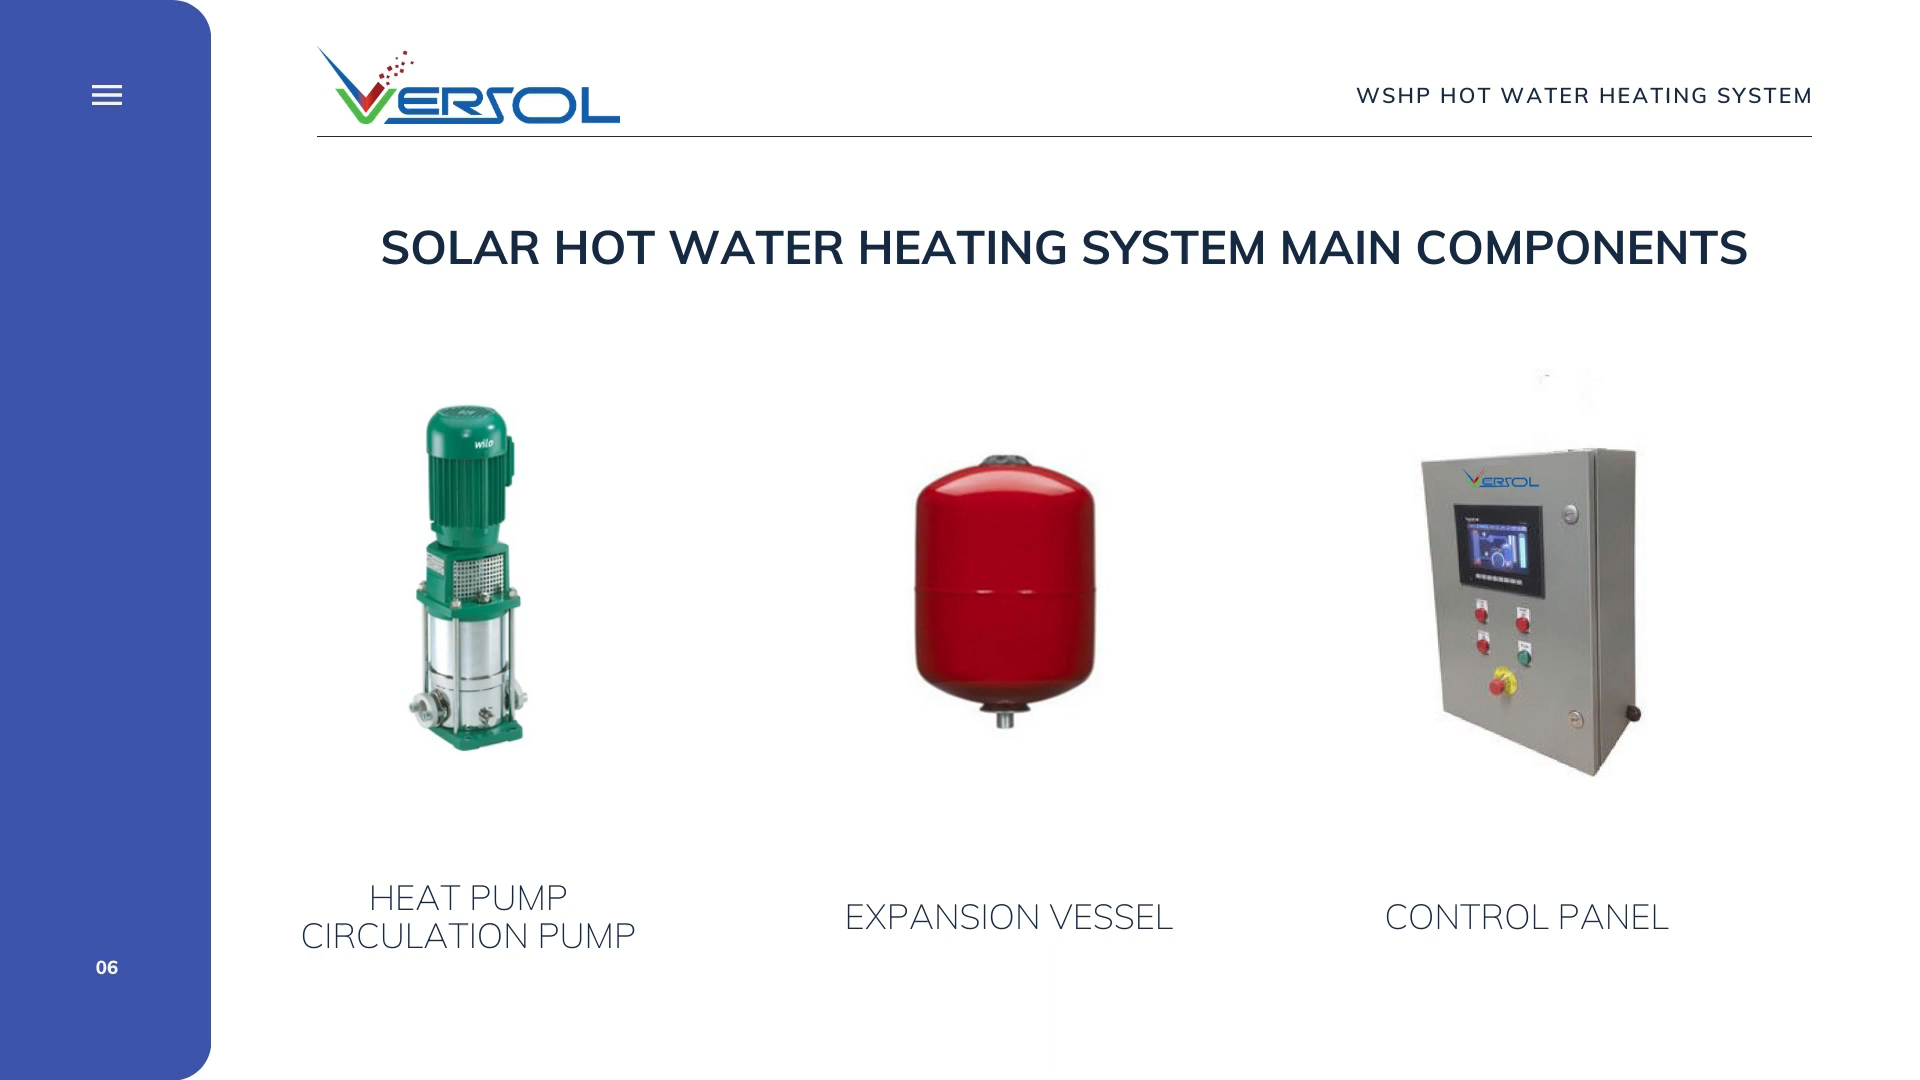 VERSOL
WSHP HOT WATER HEATING SYSTEM
SOLAR HOT WATER HEATING SYSTEM MAIN COMPONENTS
wilo
VERSOL
HEAT PUMP
CIRCULATION PUMP
EXPANSION VESSEL
CONTROL PANEL
06